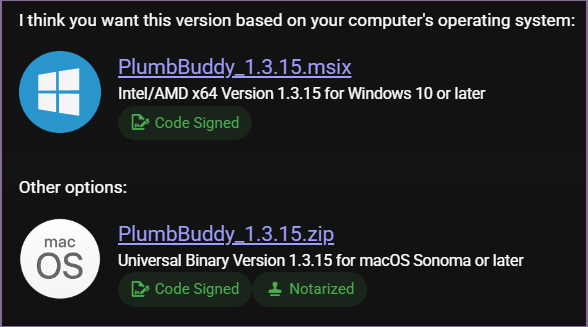 I think you want this version based on your computer's operating system:
PlumbBuddy_1.3.15.msix
Intel/AMD x64 Version 1.3.15 for Windows 10 or later
Code Signed
Other options:
mac
OS
PlumbBuddy_1.3.15.zip
Universal Binary Version 1.3.15 for macOS Sonoma or later
Code Signed Notarized